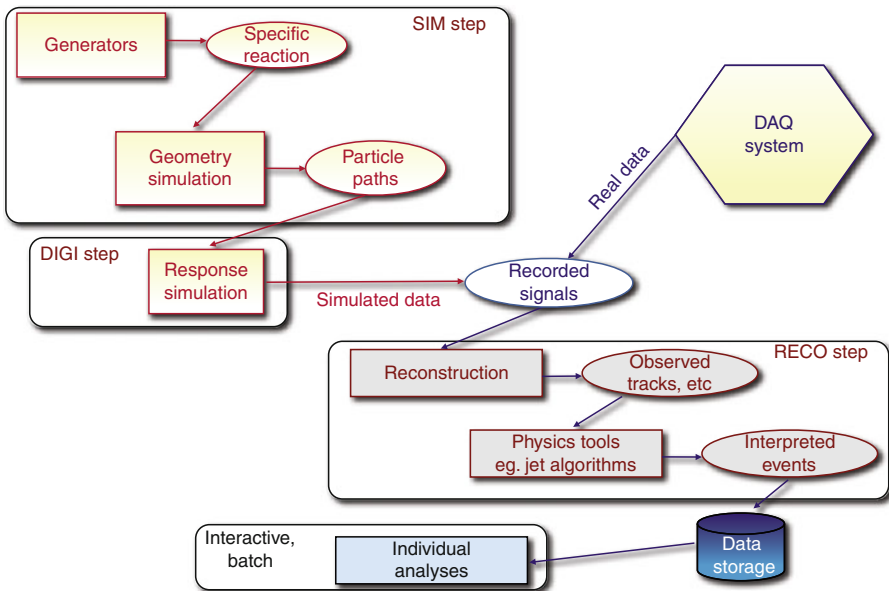 SIM step
Generators
Specific
reaction
Geometry
simulation
Particle
paths
DAQ
system
Real data
DIGI step
Response
simulation
Simulated data
Recorded
signals
RECO step
Reconstruction
Observed
tracks, etc
Physics tools
eg. jet algorithms
Interpreted
events
Interactive,
batch
Individual
analyses
Data
storage